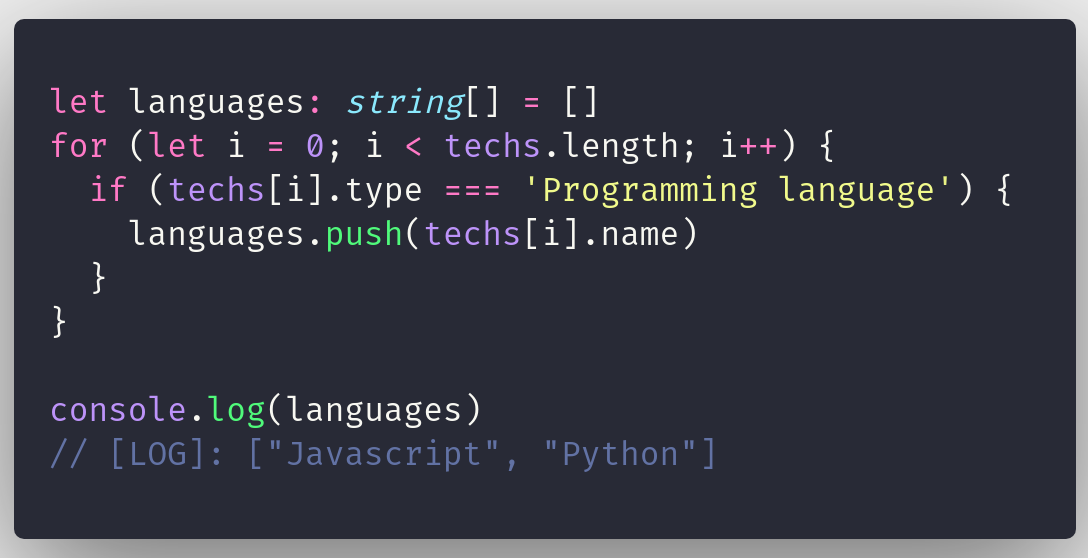 let languages: string[] = []
for (let i = 0; i < techs.length; i++) {
  if (techs[i].type === 'Programming language') {
    languages.push(techs[i].name)
  }
}

console.log(languages)
// [LOG]: ["Javascript", "Python"]